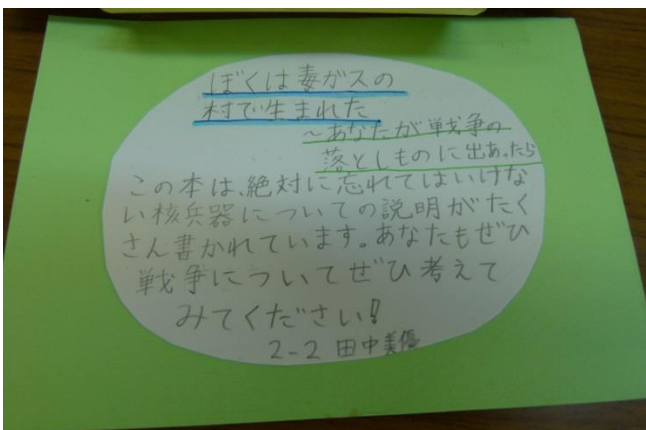 ぼくは毒ガスの
村で生まれた
~あなたが戦争の
落としものに出あったら
この本は、絶対に忘れてはいけな
い核兵器についての説明がたく
さん書かれています。あなたもぜひ
戦争についてぜひ考えて
みてください!
2-2 田中美優